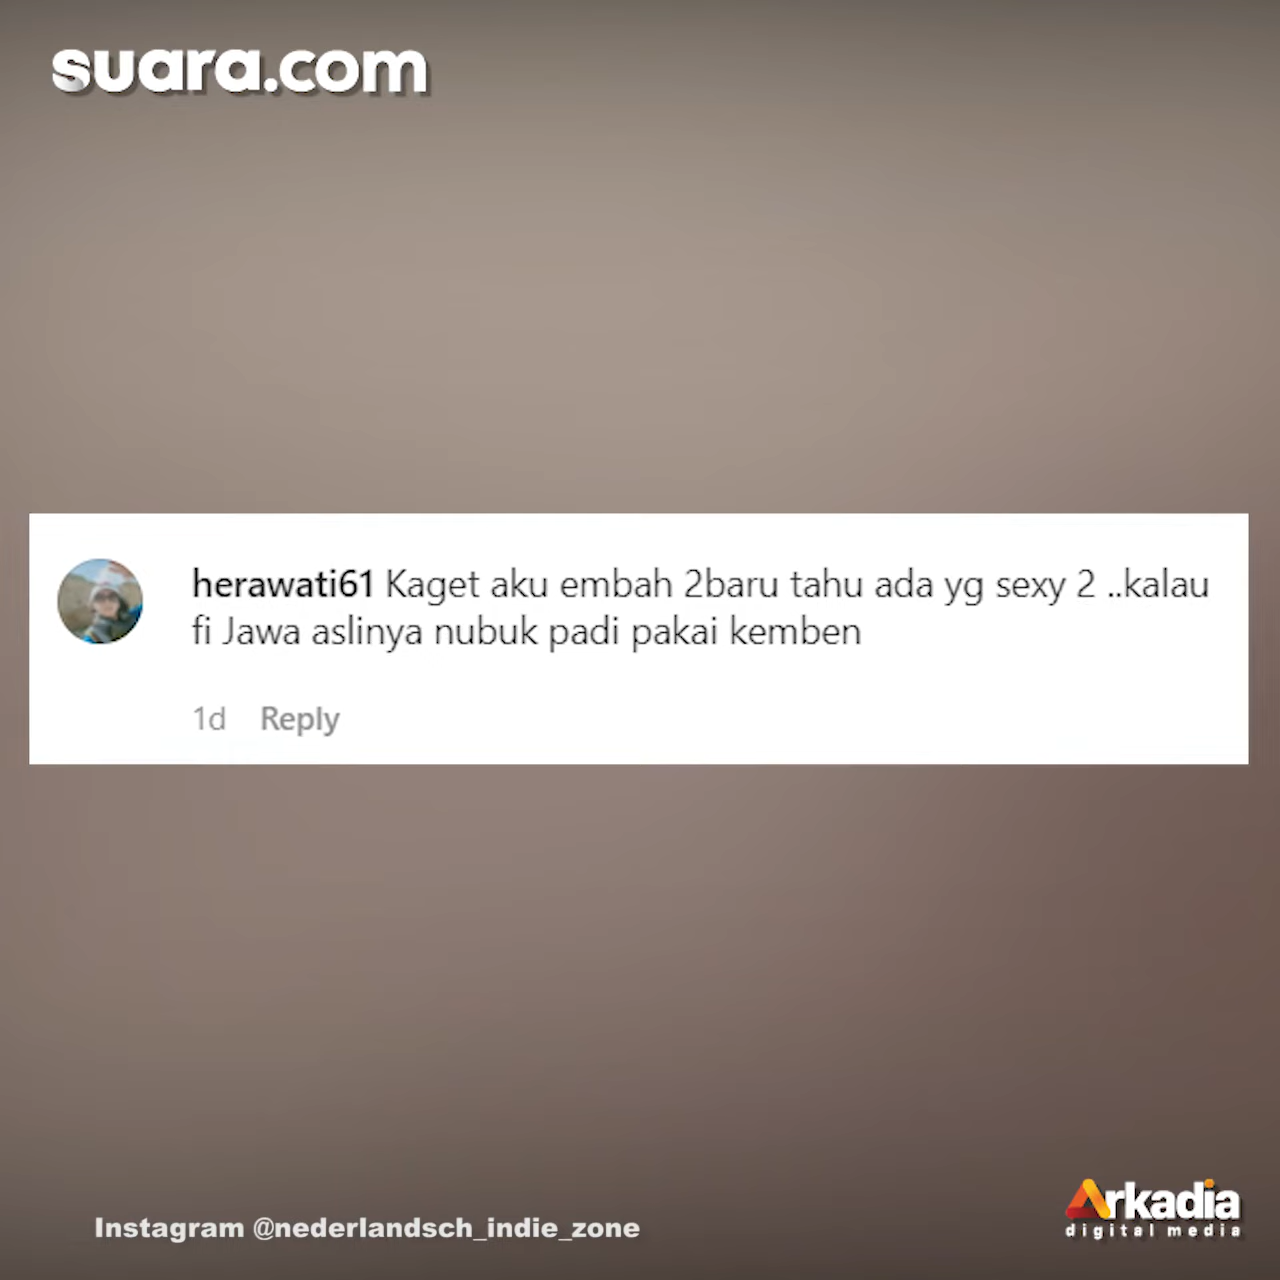 suara.com
herawati61 Kaget aku embah 2baru tahu ada yg sexy 2 ..kalau
fi Jawa aslinya nubuk padi pakai kemben
1d Reply
Instagram @nederlandsch_indie_zone
Arkadia
digital media